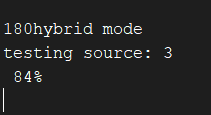 180hybrid mode
testing source: 3
84%